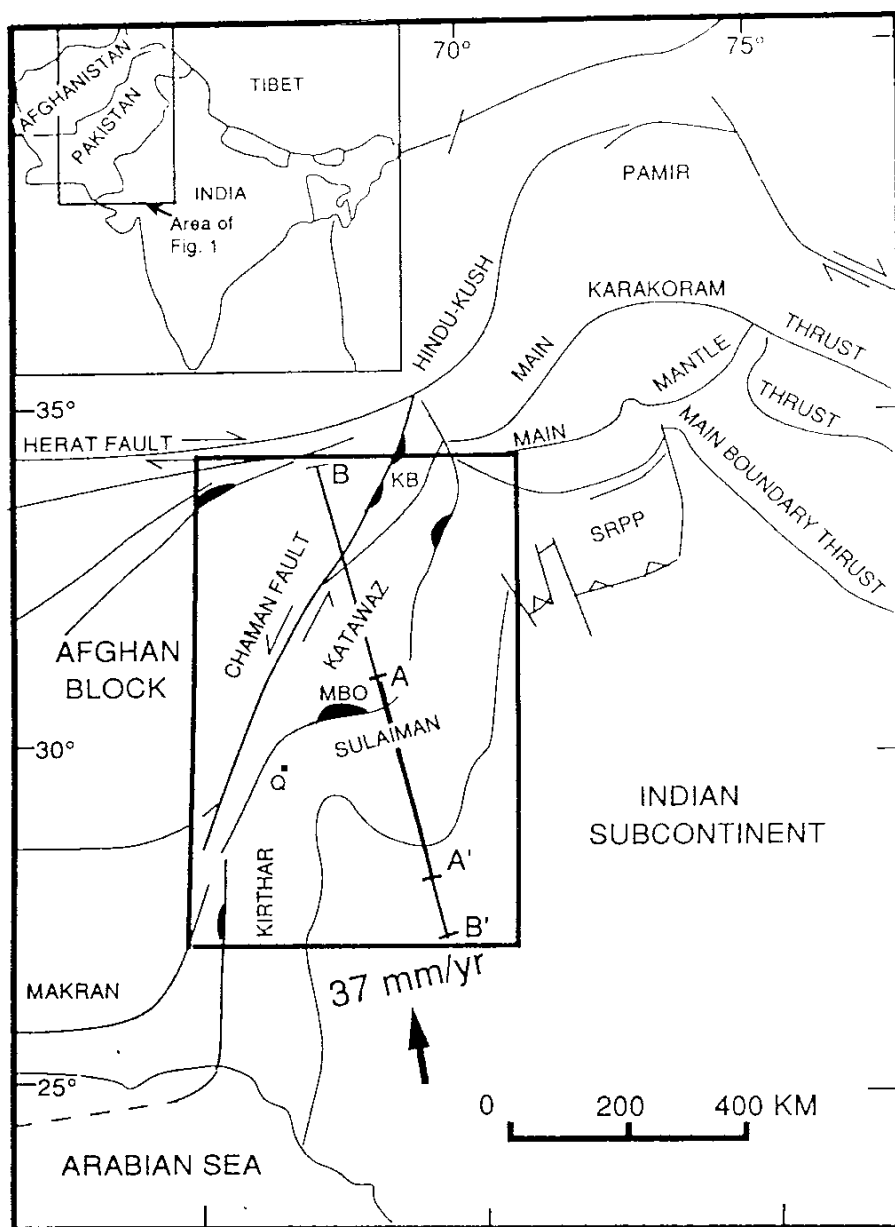 70°
75°
AFGHANISTAN
PAKISTAN
TIBET
INDIA
Area of
Fig. 1
PAMIR
HINDU-KUSH
KARAKORAM
MAIN
THRUST
MANTLE
THRUST
35°
HERAT FAULT
MAIN
MAIN BOUNDARY THRUST
B
KB
SRPP
CHAMAN FAULT
KATAWAZ
AFGHAN
BLOCK
A
MBO
SULAIMAN
30°
Q
INDIAN
SUBCONTINENT
A'
KIRTHAR
B'
37 mm/yr
MAKRAN
25°
0 200 400 KM
ARABIAN SEA